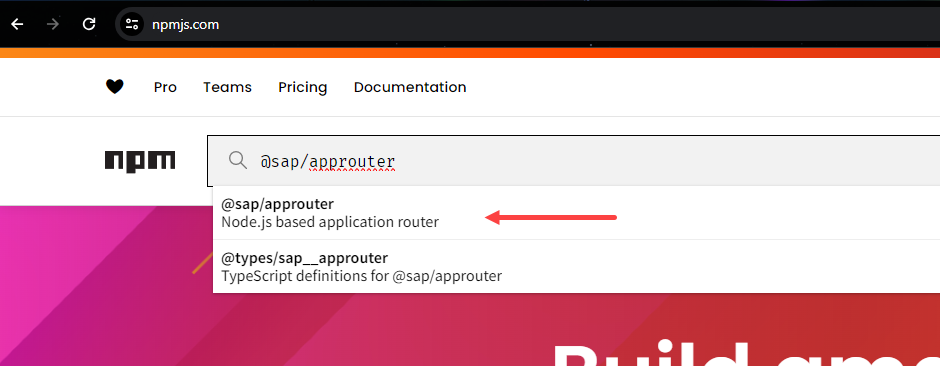 npmjs.com
Pro Teams Pricing Documentation
npm
@sap/approuter
@sap/approuter
Node.js based application router
@types/sap__approuter
TypeScript definitions for @sap/approuter
Build